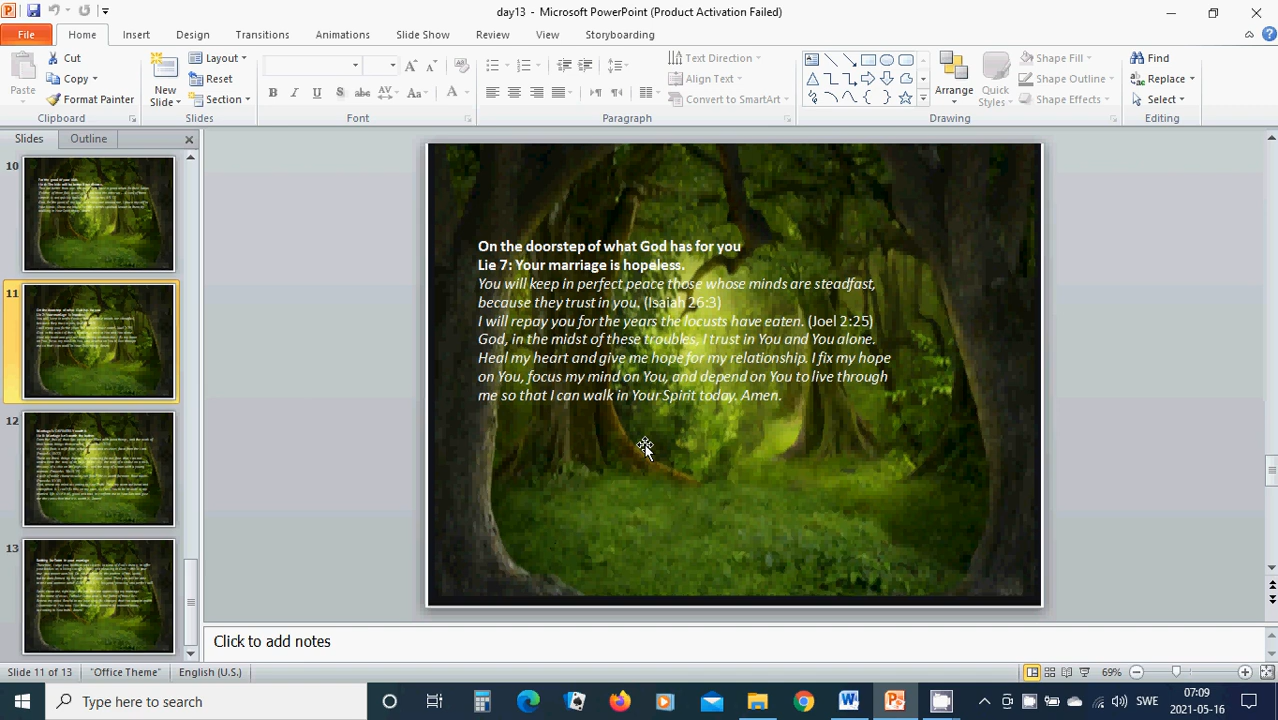 day13 - Microsoft PowerPoint (Product Activation Failed)
File Home Insert Design Transitions Animations Slide Show Review View Storyboarding
Paste
Cut
Copy
Format Painter
Clipboard
New Slide
Layout
Reset
Section
Slides
Font
Text Direction
Align Text
Convert to SmartArt
Paragraph
Arrange
Quick Styles
Shape Fill
Shape Outline
Shape Effects
Drawing
Find
Replace
Select
Editing
Slides Outline
10
11
12
13
On the doorstep of what God has for you
Lie 7: Your marriage is hopeless.
You will keep in perfect peace those whose minds are steadfast,
because they trust in you. (Isaiah 26:3)
I will repay you for the years the locusts have eaten. (Joel 2:25)
God, in the midst of these troubles, I trust in You and You alone.
Heal my heart and give me hope for my relationship. I fix my hope
on You, focus my mind on You, and depend on You to live through
me so that I can walk in Your Spirit today. Amen.
Click to add notes
Slide 11 of 13 "Office Theme" English (U.S.) 69%
Type here to search
SWE
07:09
2021-05-16